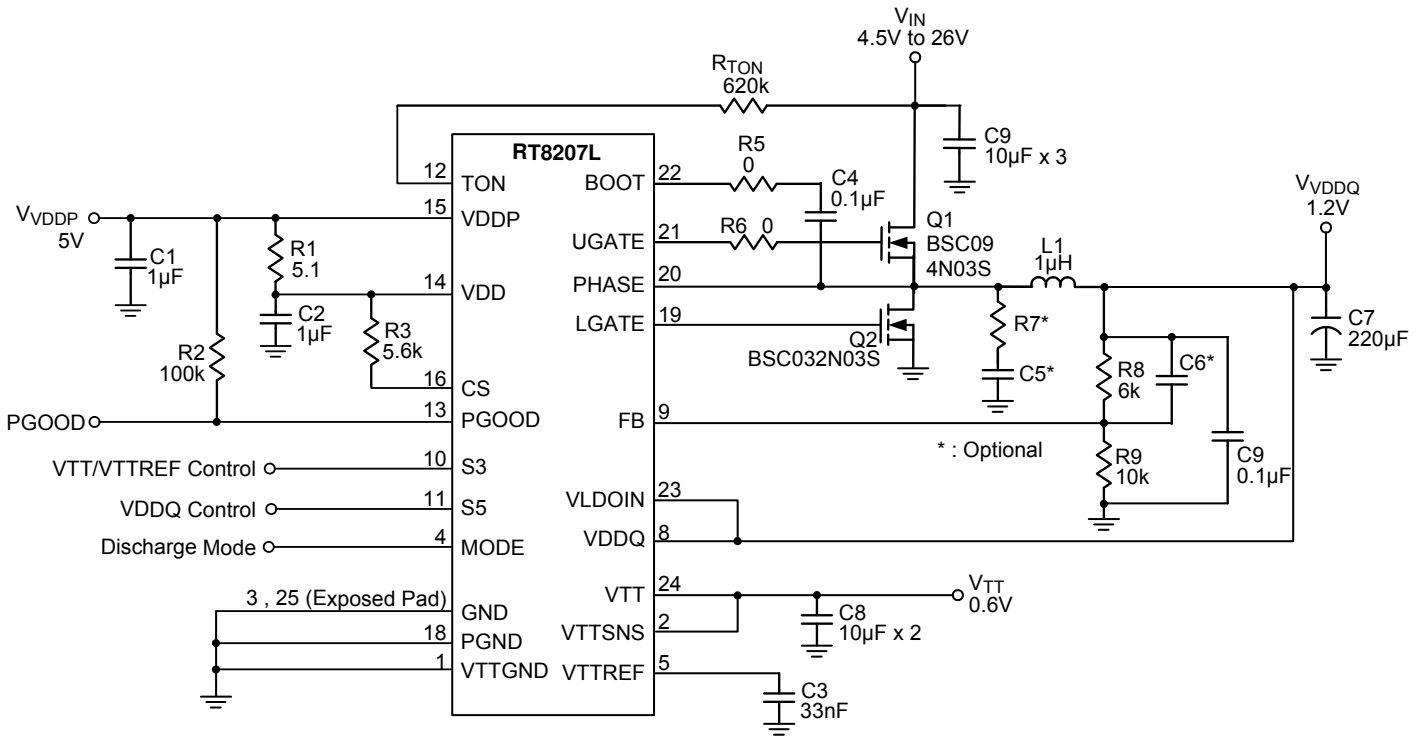 VIN
4.5V to 26V
RTON
620k
C9
10µF x 3
RT8207L
R5
0
C4
0.1µF
12
TON
BOOT
22
VVDDP
5V
15
VDDP
VVDDQ
1.2V
C1
1µF
R1
5.1
UGATE
21
R6 0
Q1
BSC09
4N03S
L1
1µH
14
VDD
PHASE
20
C2
1µF
R3
5.6k
LGATE
19
Q2
BSC032N03S
R7*
C7
220µF
R2
100k
C5*
R8
6k
C6*
16
CS
PGOOD
13
PGOOD
FB
9
* : Optional
R9
10k
C9
0.1µF
VTT/VTTREF Control
10
S3
VLDOIN
23
VDDQ Control
11
S5
VDDQ
8
Discharge Mode
4
MODE
3 , 25 (Exposed Pad)
GND
VTT
24
VTT
0.6V
18
PGND
VTTSNS
2
C8
10µF x 2
1
VTTGND
VTTREF
5
C3
33nF